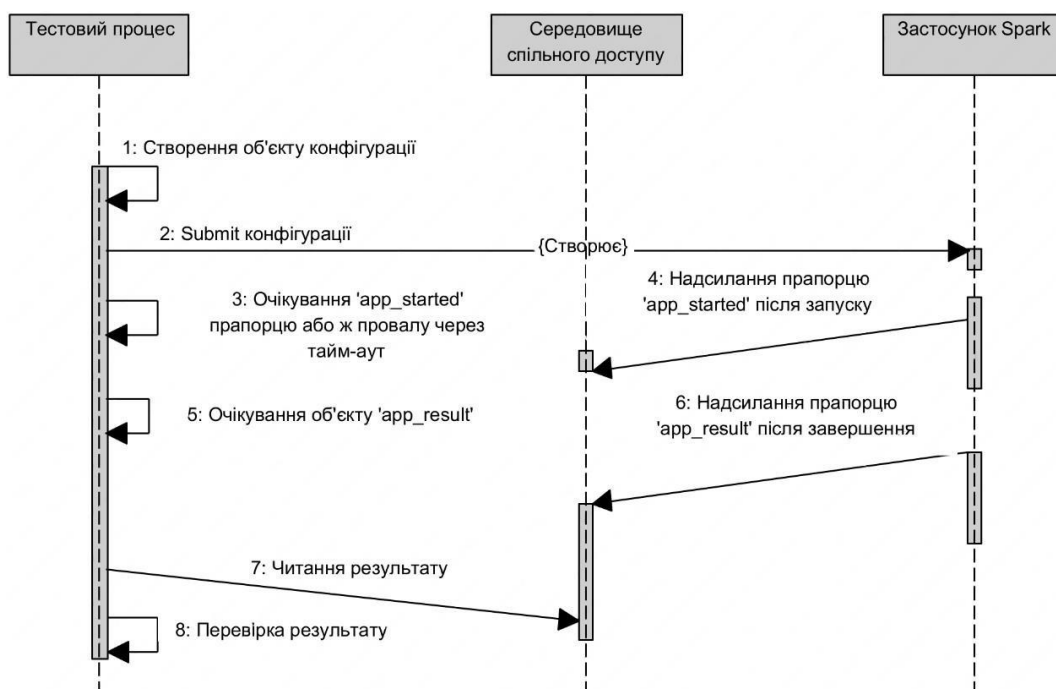 Тестовий процес
Середовище
спільного доступу
Застосунок Spark
1: Створення об'єкту конфігурації
2: Submit конфігурації
{Створює}
3: Очікування 'app_started'
прапорцю або ж провалу через
тайм-аут
4: Надсилання прапорцю
'app_started' після запуску
5: Очікування об'єкту 'app_result'
6: Надсилання прапорцю
'app_result' після завершення
7: Читання результату
8: Перевірка результату